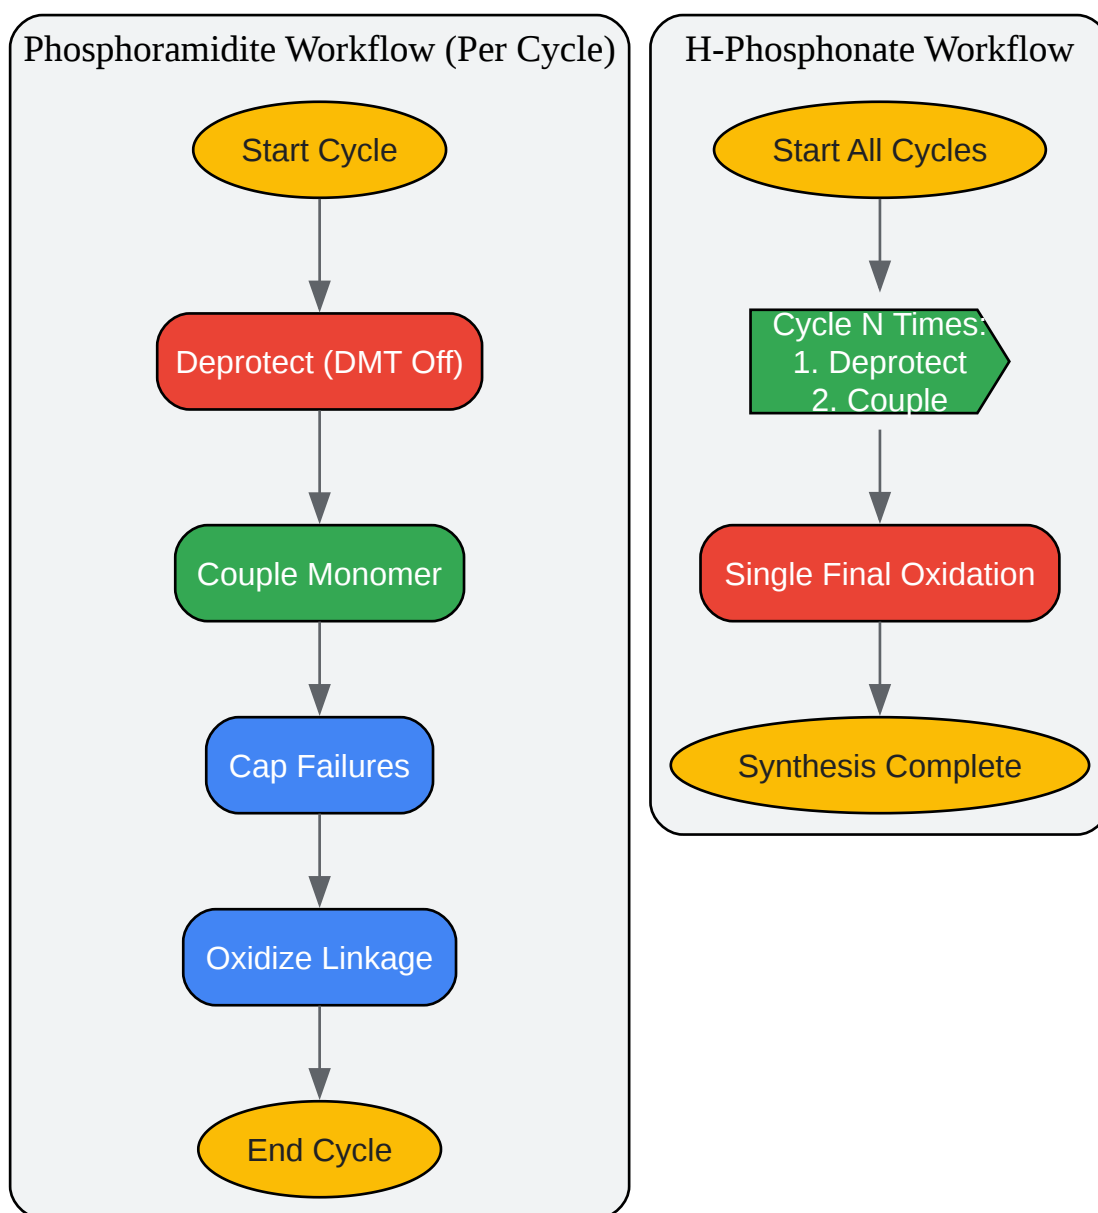 Phosphoramidite Workflow (Per Cycle)
Start Cycle
Deprotect (DMT Off)
Couple Monomer
Cap Failures
Oxidize Linkage
End Cycle
H-Phosphonate Workflow
Start All Cycles
Cycle N Times:
1. Deprotect
2. Couple
Single Final Oxidation
Synthesis Complete